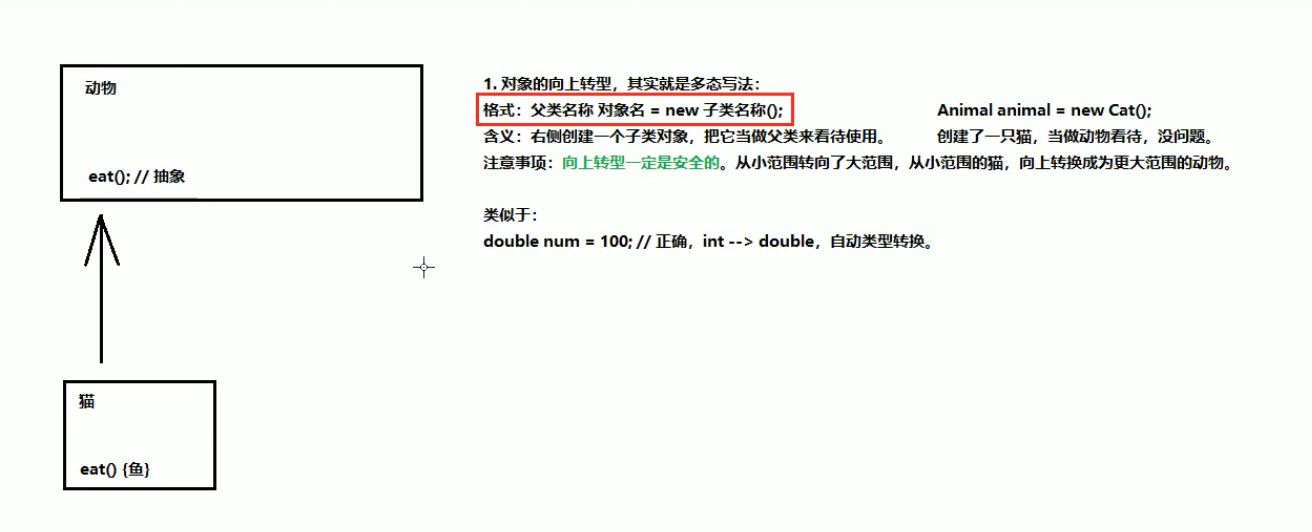 动物
eat(); // 抽象
猫
eat() {鱼}
1. 对象的向上转型，其实就是多态写法：
格式：父类名称 对象名 = new 子类名称();
Animal animal = new Cat();
含义：右侧创建一个子类对象，把它当做父类来看待使用。
创建了一只猫，当做动物看待，没问题。
注意事项：向上转型一定是安全的。从小范围转向了大范围，从小范围的猫，向上转换成为更大范围的动物。
类似于：
double num = 100; // 正确，int --> double，自动类型转换。